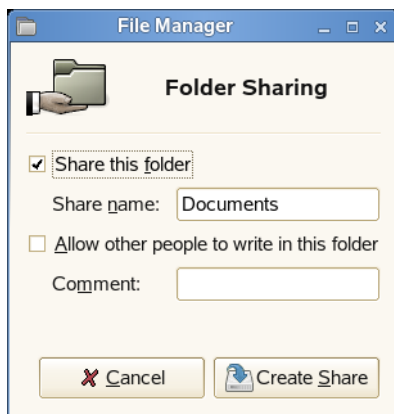 File Manager
Folder Sharing
Share this folder
Share name: Documents
Allow other people to write in this folder
Comment:
Cancel
Create Share